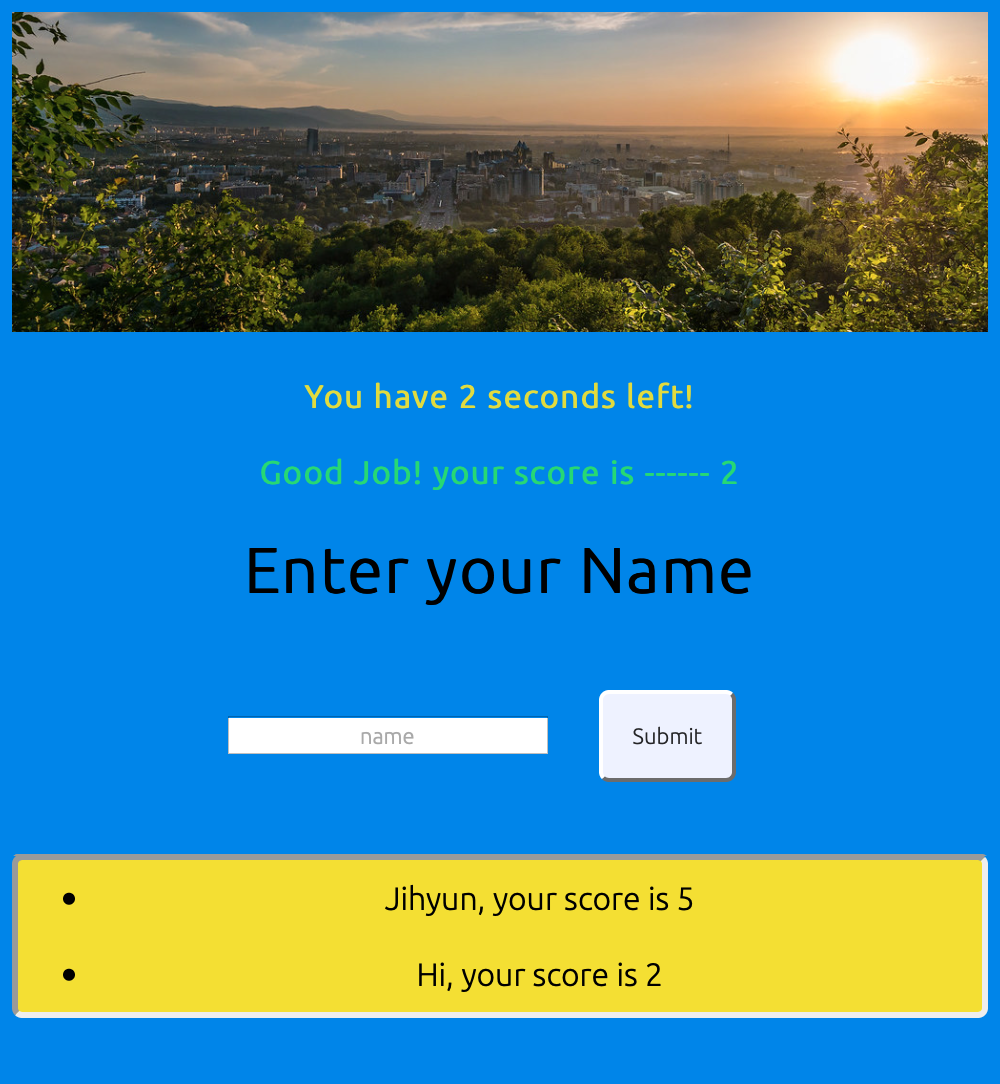 You have 2 seconds left!
Good Job! your score is ------ 2
Enter your Name
name
Submit
Jihyun, your score is 5
Hi, your score is 2